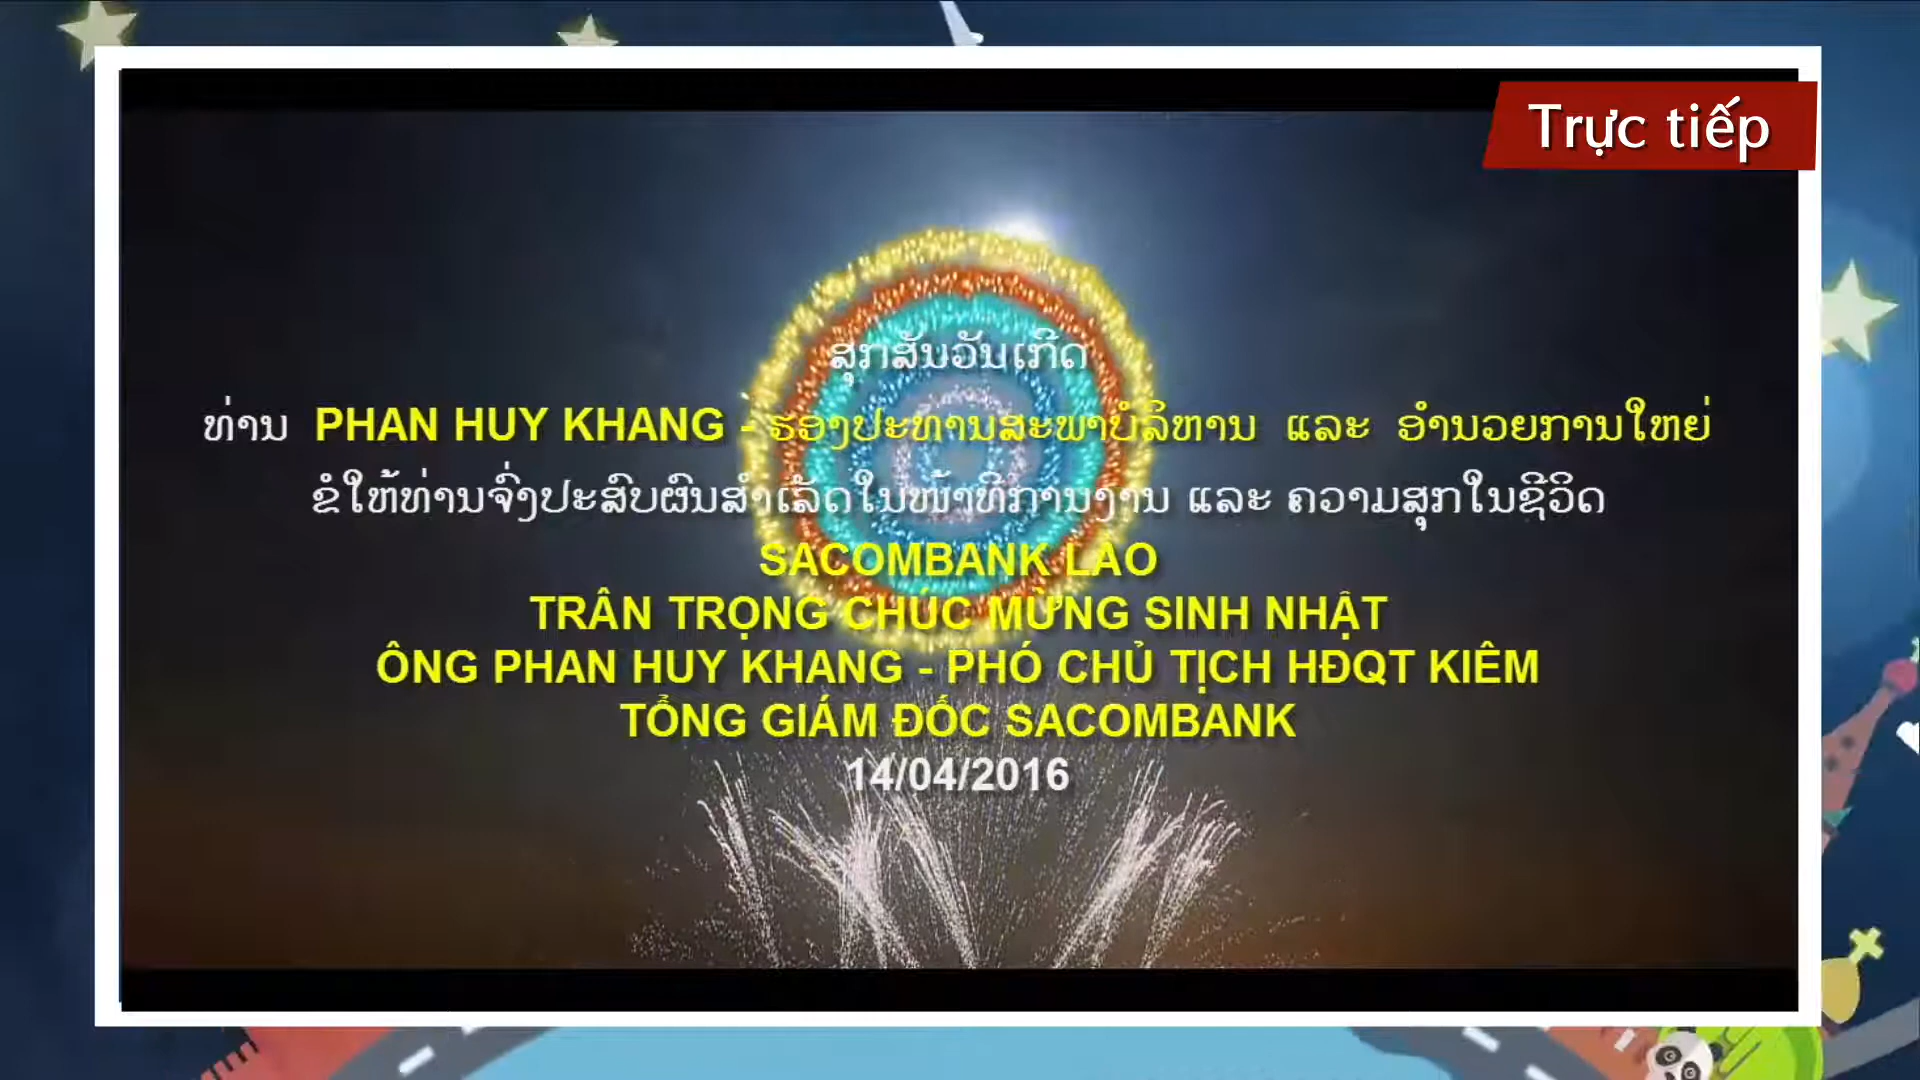 Trực tiếp
ສຸກສັນວັນເກີດ
ທ່ານ PHAN HUY KHANG - ຮອງປະທານສະພາບໍລິຫານ ແລະ ອຳນວຍການໃຫຍ່
ຂໍໃຫ້ທ່ານຈົ່ງປະສົບຜົນສຳເລັດໃນໜ້າທີ່ການງານ ແລະ ຄວາມສຸກໃນຊີວິດ
SACOMBANK LÀO
TRÂN TRỌNG CHÚC MỪNG SINH NHẬT
ÔNG PHAN HUY KHANG - PHÓ CHỦ TỊCH HĐQT KIÊM
TỔNG GIÁM ĐỐC SACOMBANK
14/04/2016